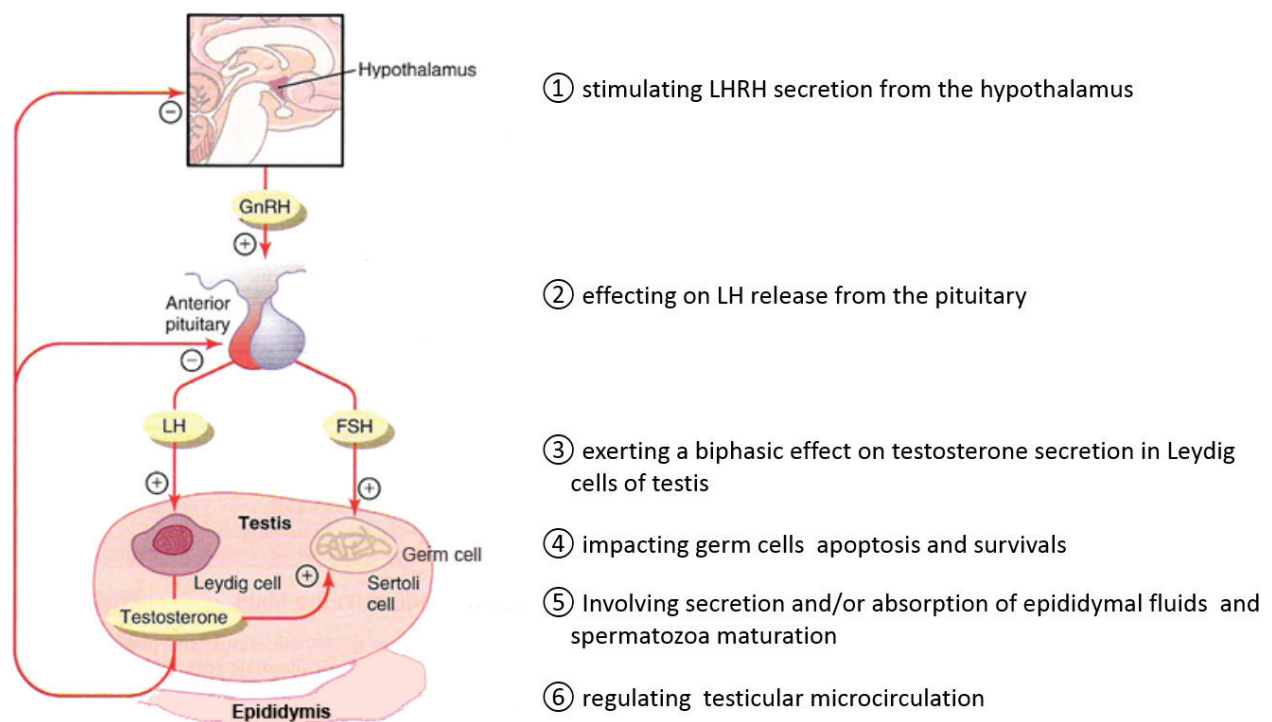 Hypothalamus
① stimulating LHRH secretion from the hypothalamus
−
GnRH
+
Anterior
pituitary
② effecting on LH release from the pituitary
−
LH
FSH
③ exerting a biphasic effect on testosterone secretion in Leydig
cells of testis
+
+
Testis
Germ cell
④ impacting germ cells apoptosis and survivals
Leydig cell
+
Sertoli
cell
Testosterone
⑤ Involving secretion and/or absorption of epididymal fluids and
spermatozoa maturation
Epididymis
⑥ regulating testicular microcirculation